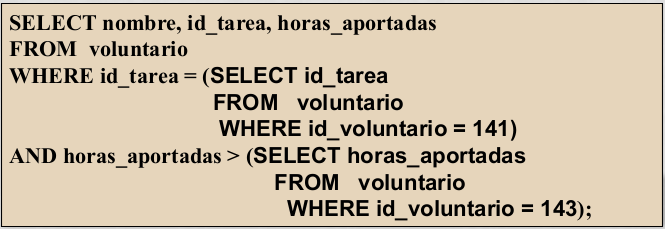 SELECT nombre, id_tarea, horas_aportadas
FROM voluntario
WHERE id_tarea = (SELECT id_tarea
FROM voluntario
WHERE id_voluntario = 141)
AND horas_aportadas > (SELECT horas_aportadas
FROM voluntario
WHERE id_voluntario = 143);